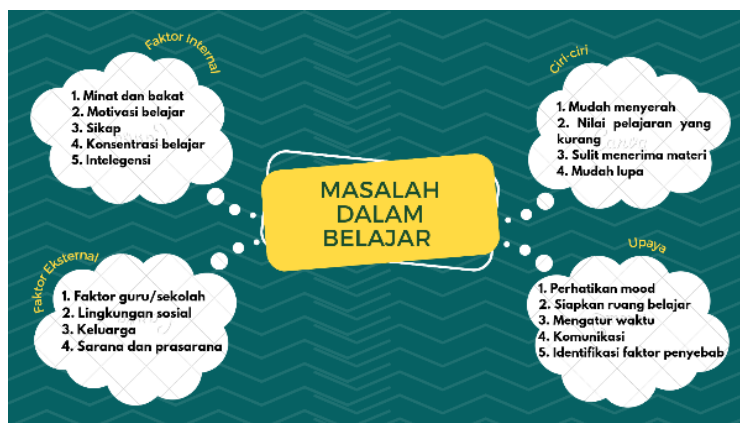 Faktor Internal
1. Minat dan bakat
2. Motivasi belajar
3. Sikap
4. Konsentrasi belajar
5. Intelegensi
Ciri-ciri
1. Mudah menyerah
2. Nilai pelajaran yang
kurang
3. Sulit menerima materi
4. Mudah lupa
MASALAH
DALAM
BELAJAR
Faktor Eksternal
1. Faktor guru/sekolah
2. Lingkungan sosial
3. Keluarga
4. Sarana dan prasarana
Upaya
1. Perhatikan mood
2. Siapkan ruang belajar
3. Mengatur waktu
4. Komunikasi
5. Identifikasi faktor penyebab